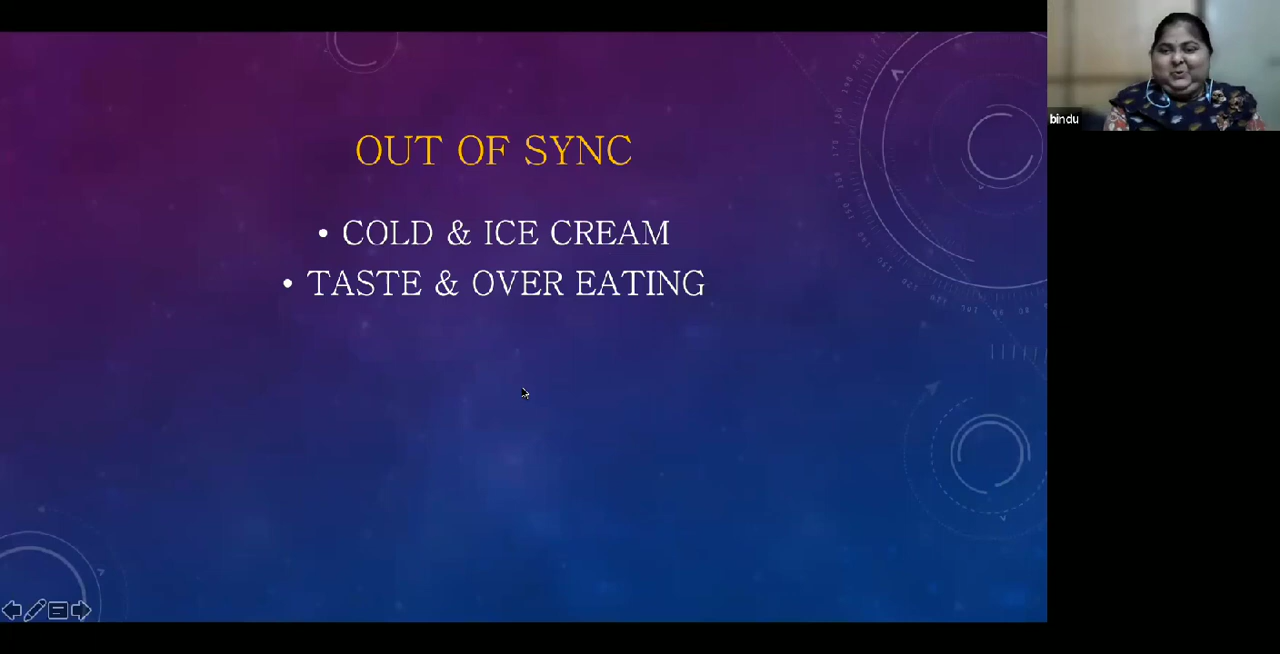 OUT OF SYNC
• COLD & ICE CREAM
• TASTE & OVER EATING
bindu